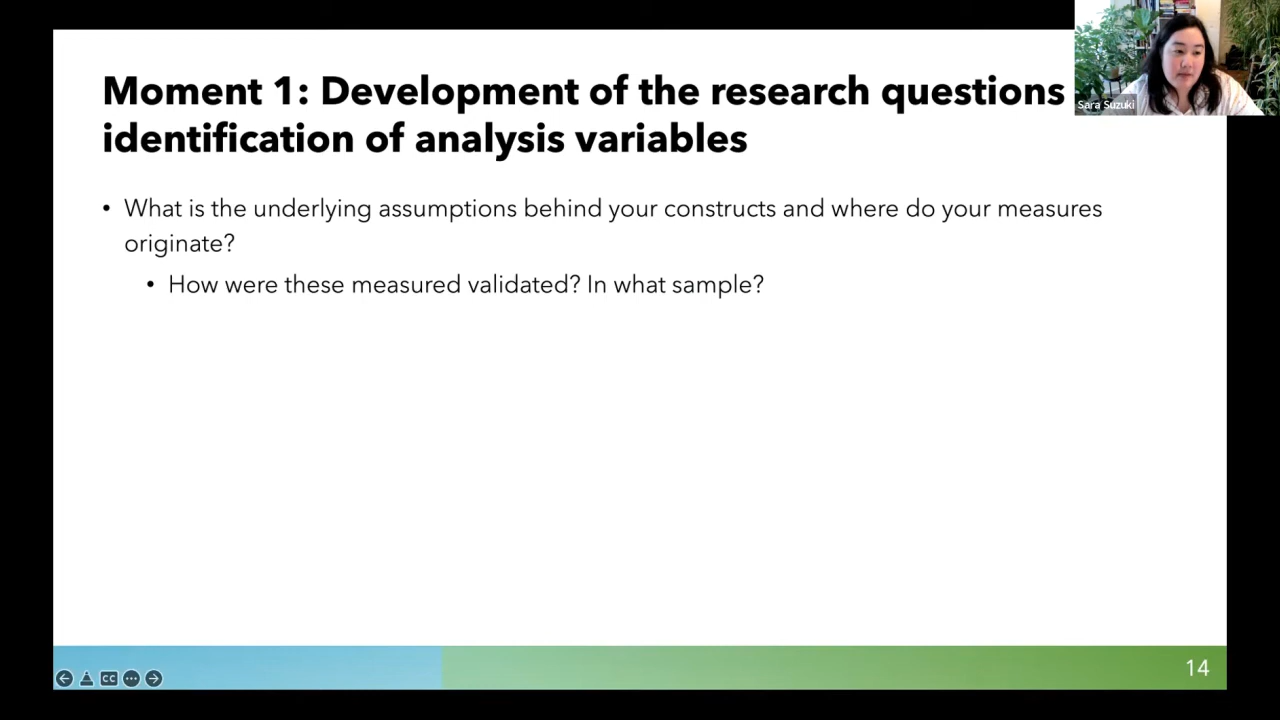 Moment 1: Development of the research questions
identification of analysis variables
Sara Suzuki
• What is the underlying assumptions behind your constructs and where do your measures
originate?
• How were these measured validated? In what sample?
CC
14